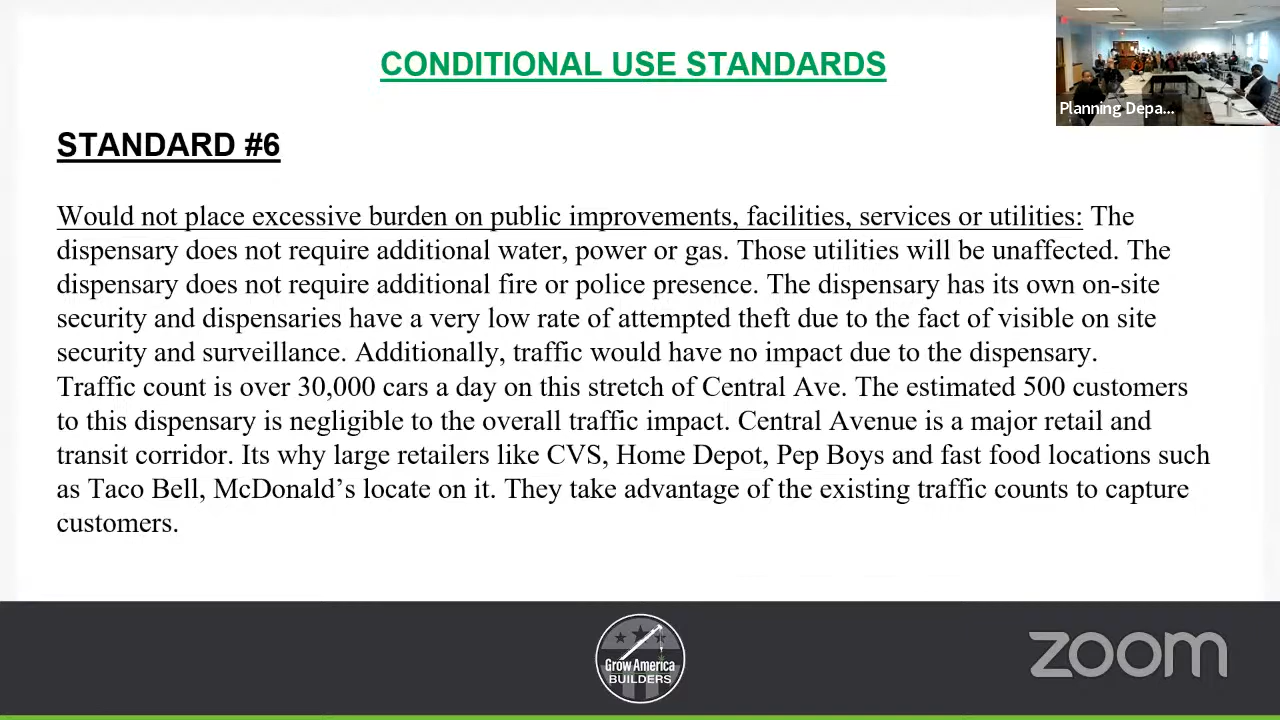 CONDITIONAL USE STANDARDS
Planning Depa...
STANDARD #6
Would not place excessive burden on public improvements, facilities, services or utilities: The
dispensary does not require additional water, power or gas. Those utilities will be unaffected. The
dispensary does not require additional fire or police presence. The dispensary has its own on-site
security and dispensaries have a very low rate of attempted theft due to the fact of visible on site
security and surveillance. Additionally, traffic would have no impact due to the dispensary.
Traffic count is over 30,000 cars a day on this stretch of Central Ave. The estimated 500 customers
to this dispensary is negligible to the overall traffic impact. Central Avenue is a major retail and
transit corridor. Its why large retailers like CVS, Home Depot, Pep Boys and fast food locations such
as Taco Bell, McDonald’s locate on it. They take advantage of the existing traffic counts to capture
customers.
Grow America
BUILDERS
zoom